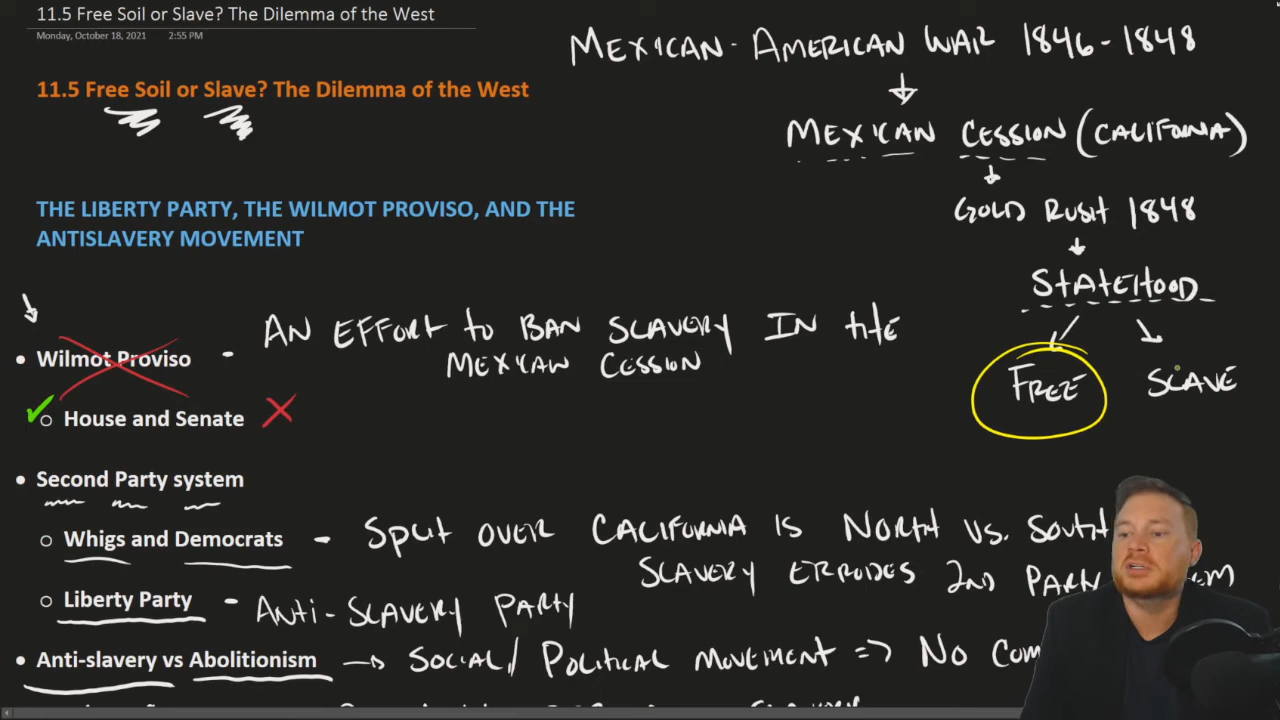 11.5 Free Soil or Slave? The Dilemma of the West
Monday, October 18, 2021 2:55 PM
MEXICAN-AMERICAN WAR 1846-1848
11.5 Free Soil or Slave? The Dilemma of the West
MEXICAN CESSION (CALIFORNIA)
GOLD RUSH 1848
THE LIBERTY PARTY, THE WILMOT PROVISO, AND THE
ANTISLAVERY MOVEMENT
STATEHOOD
FREE SLAVE
• Wilmot Proviso - AN EFFORT to BAN SLAVERY IN tHE
MEXICAN CESSION
○ House and Senate
• Second Party system
○ Whigs and Democrats - Split OVER CALIFORNIA IS NORTH VS. SOUTH
SLAVERY ERRODES 2ND
○ Liberty Party - ANti-SLAVERY PARTY
• Anti-slavery vs Abolitionism → SOCIAL/POLITICAL MOVEMENT => NO